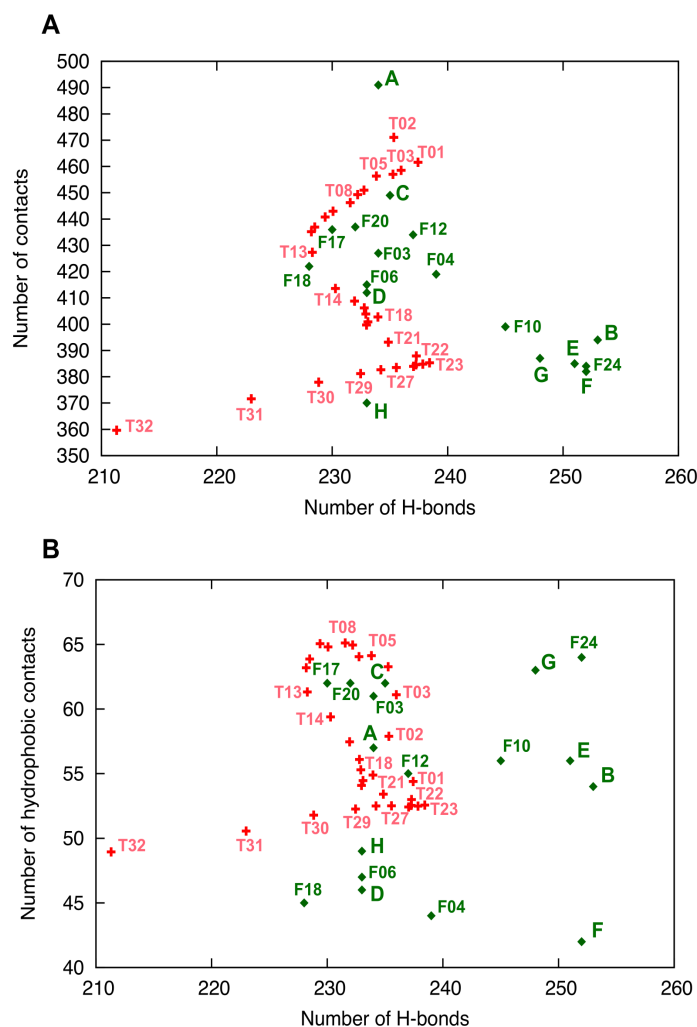 A
500
A
490
480
T02
470
T03 T01
460
T05
450
T08
C
440
F20
F12
430
F17
T13
F03
420
F18
F04
410
T14
F06
D
T18
400
F10
B
390
T21
T22
E
380
T29
T27
T23
G
F24
F
370
T30
T31
H
360
T32
350
210
220
230
240
250
260
Number of contacts
Number of H-bonds
B
70
65
T08
T05
F24
F17
C
G
T13
F20
T03
60
T14
F03
A
T02
F12
F10
E
55
T18
T21
T01
B
T22
T30
T29
T27
T23
50
T32
T31
H
F06
45
F18
D
F04
F
40
210
220
230
240
250
260
Number of hydrophobic contacts
Number of H-bonds